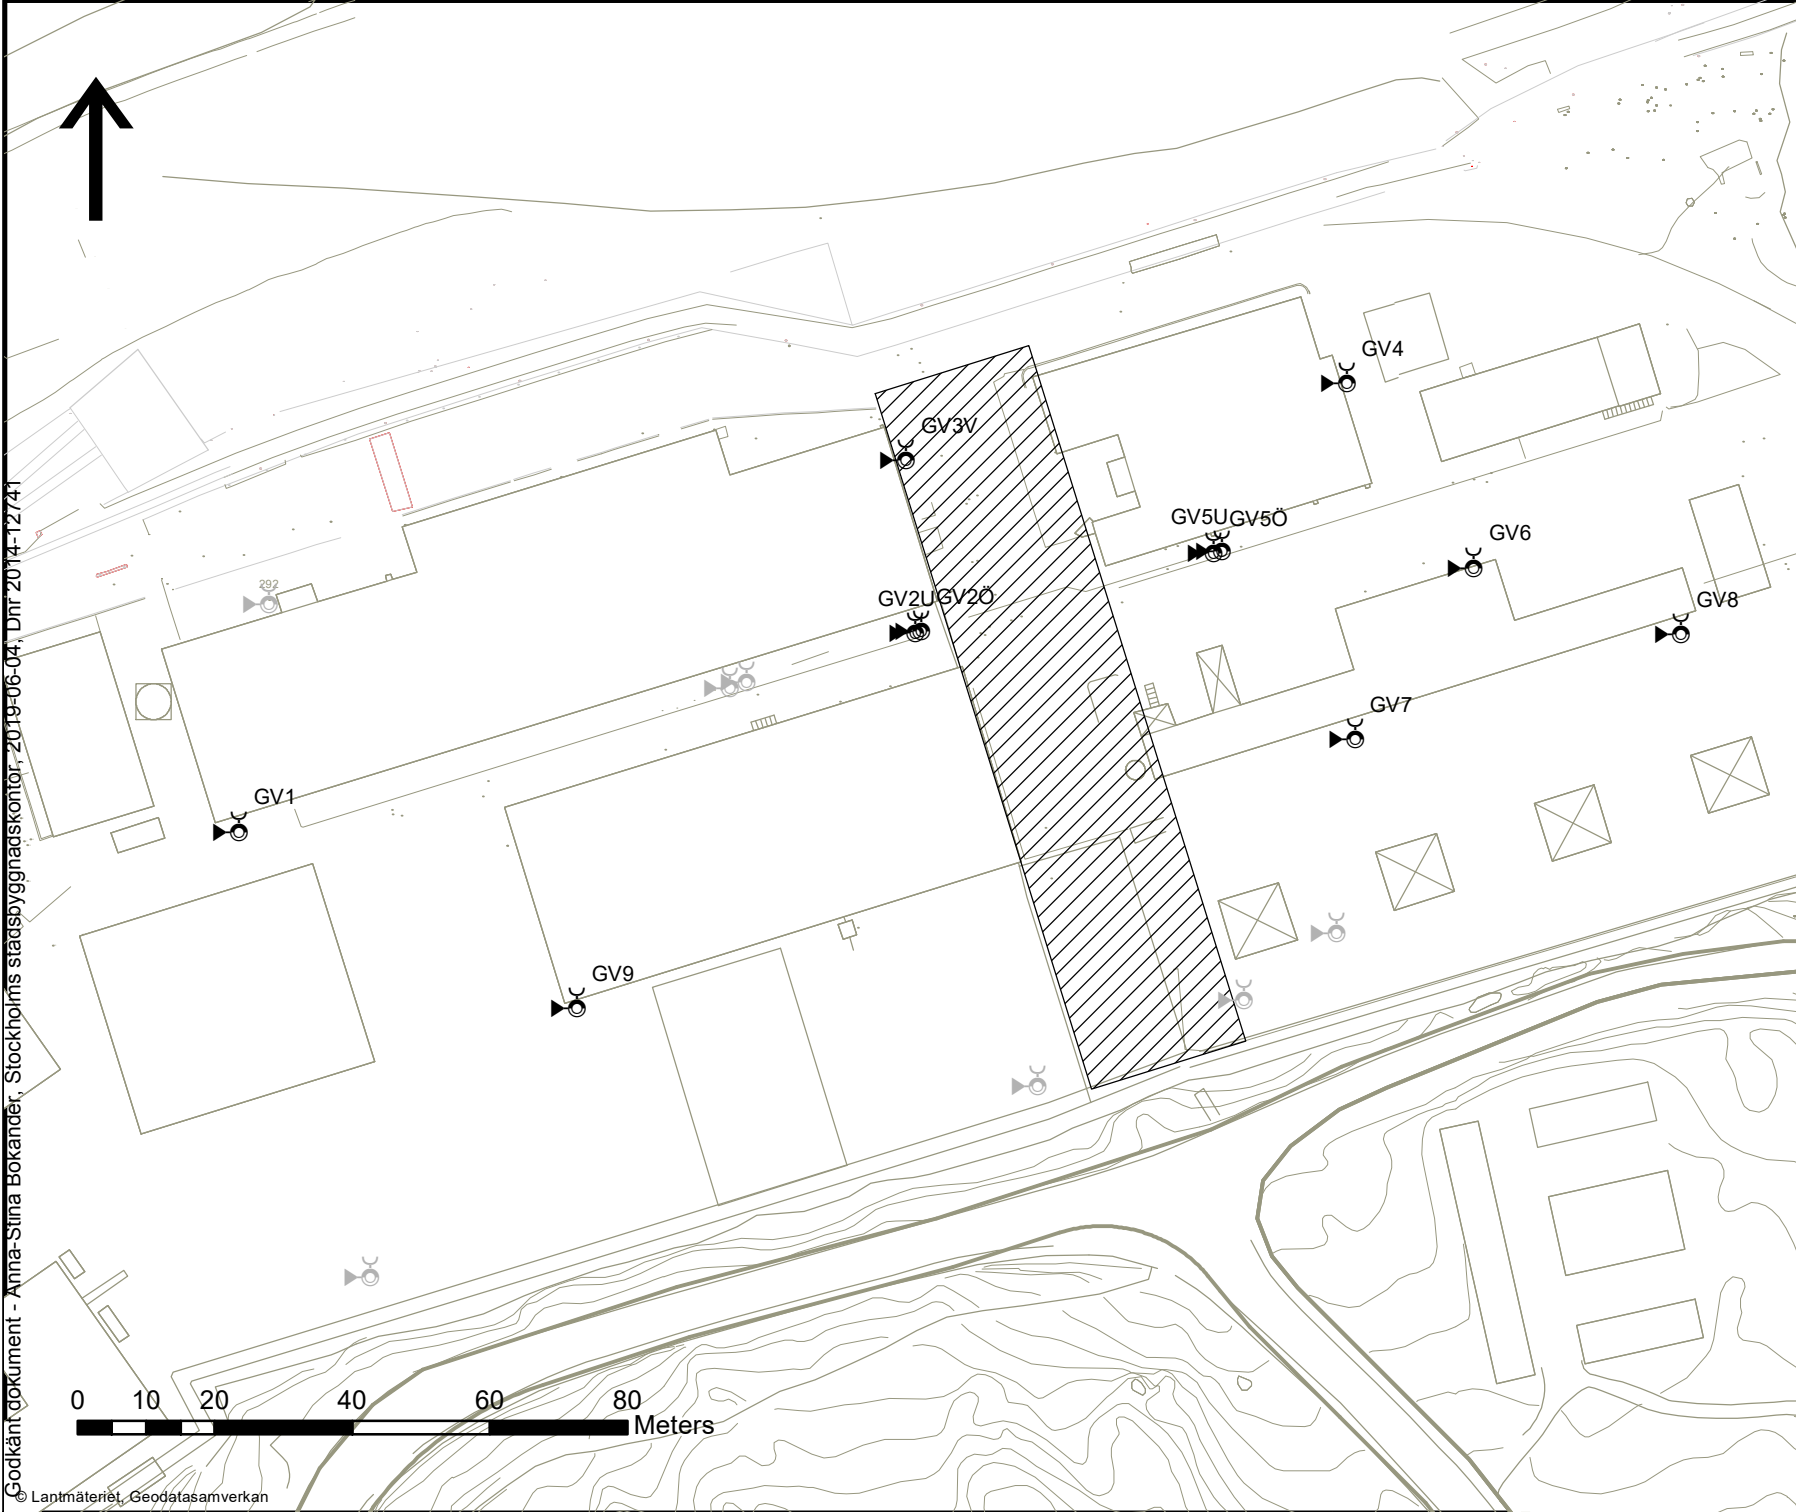 GV4
GV3V
GV5U
GV5Ö
GV6
292
GV2U
GV2Ö
GV8
GV7
GV1
GV9
0 10 20 40 60 80
Meters
© Lantmäteriet, Geodatasamverkan
Godkänt dokument - Anna-Stina Bokander, Stockholms stadsbyggnadskontor, 2019-06-04, Dnr 2014-12741